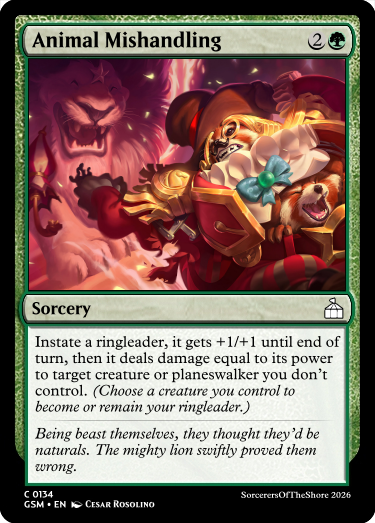 Animal Mishandling 2
Sorcery
Instate a ringleader, it gets +1/+1 until end of
turn, then it deals damage equal to its power
to target creature or planeswalker you don't
control. (Choose a creature you control to
become or remain your ringleader.)
Being beast themselves, they thought they'd be
naturals. The mighty lion swiftly proved them
wrong.
C 0134
GSM • EN Cesar Rosolino
SorcerersOfTheShore 2026